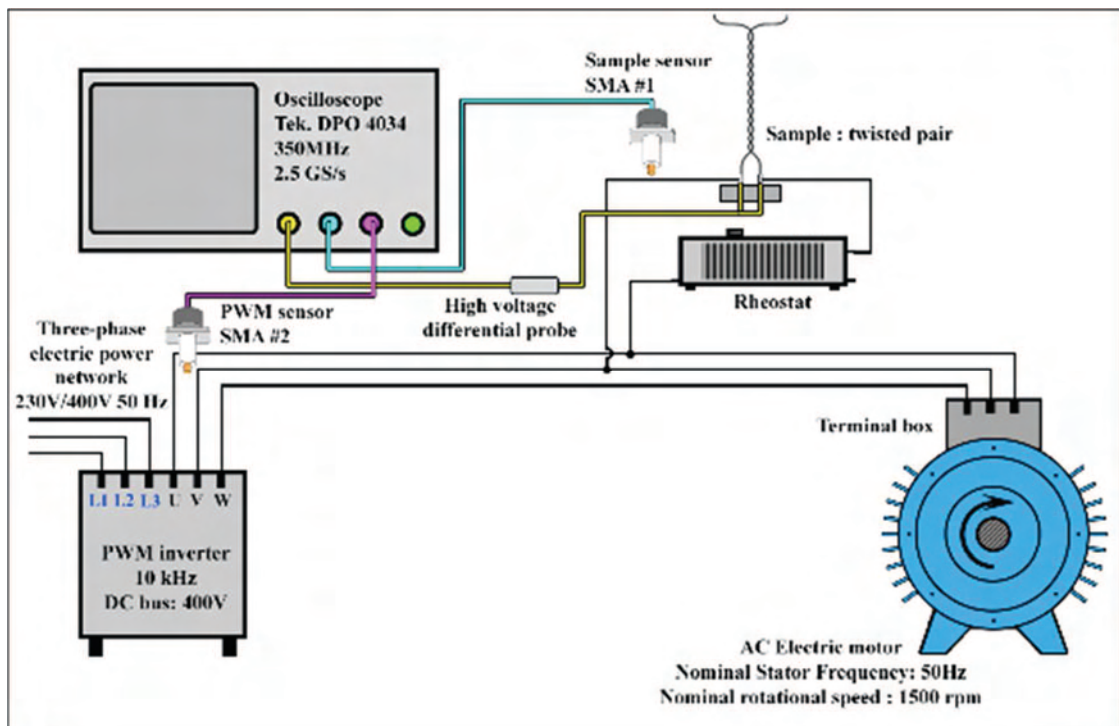 Oscilloscope
Tek. DPO 4034
350MHz
2.5 GS/s
Sample sensor
SMA #1
Sample : twisted pair
Rheostat
High voltage
differential probe
PWM sensor
SMA #2
Three-phase
electric power
network
230V/400V 50 Hz
Terminal box
L1 L2 L3 U V W
PWM inverter
10 kHz
DC bus: 400V
AC Electric motor
Nominal Stator Frequency: 50Hz
Nominal rotational speed : 1500 rpm